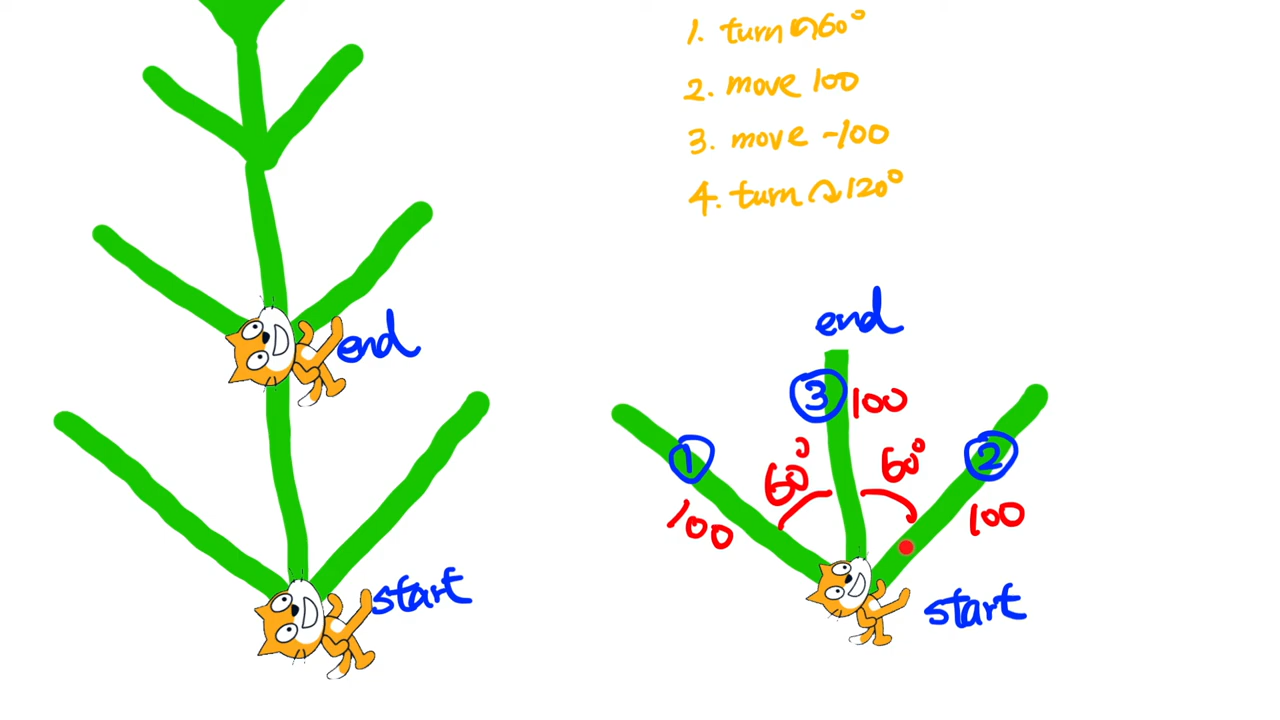 1. turn ↶60°
2. move 100
3. move -100
4. turn ↷120°
end
end
3
100
1
60°
60°
2
100
100
start
start